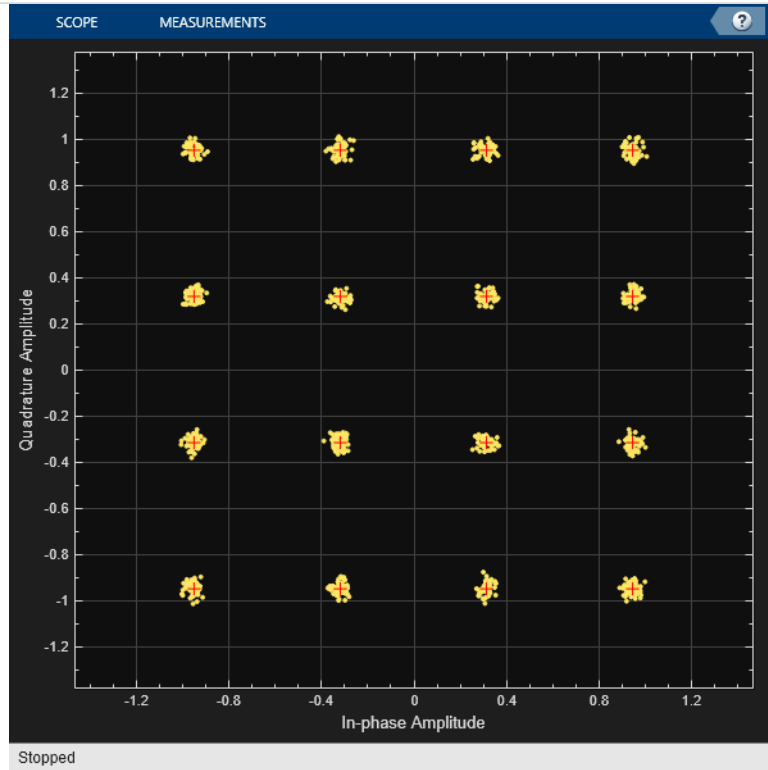 SCOPE MEASUREMENTS ?
1.2
1
0.8
0.6
0.4
0.2
0
-0.2
-0.4
-0.6
-0.8
-1
-1.2
Quadrature Amplitude
-1.2 -0.8 -0.4 0 0.4 0.8 1.2
In-phase Amplitude
Stopped